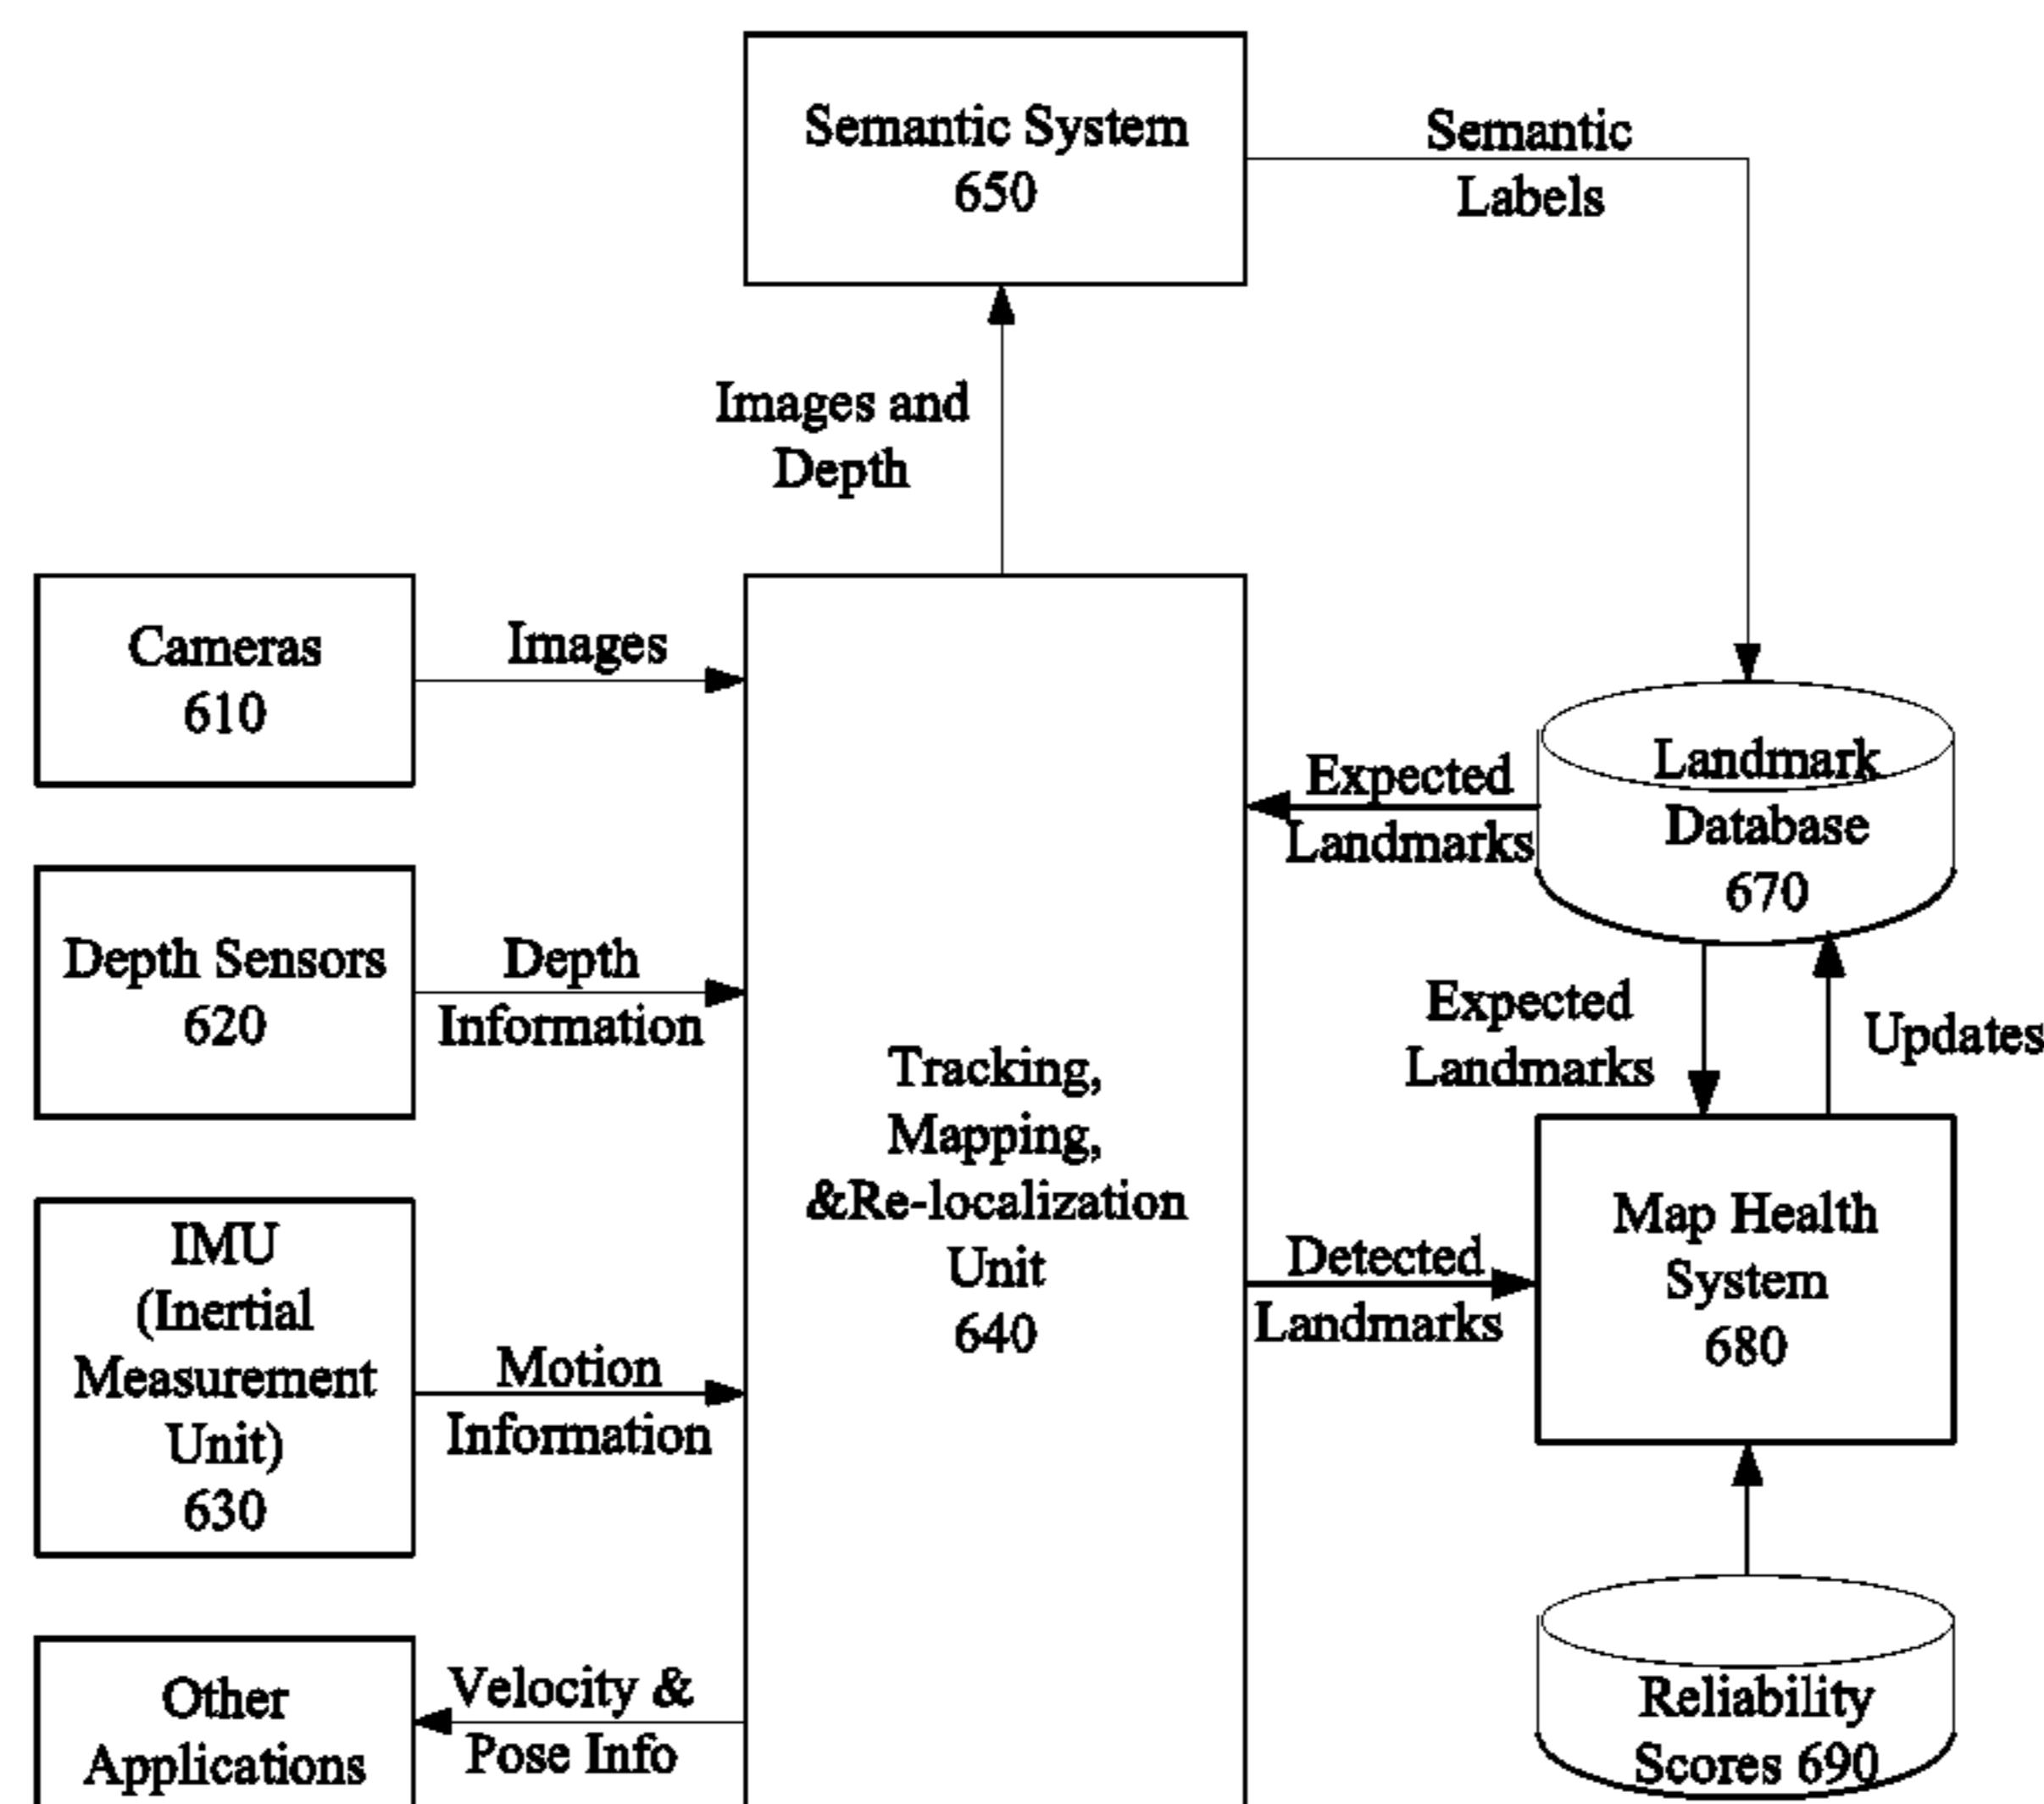 Semantic System
650
Semantic
Labels
Images and
Depth
Cameras
610
Images
Depth Sensors
620
Depth
Information
IMU
(Inertial
Measurement
Unit)
630
Motion
Information
Other
Applications
Velocity &
Pose Info
Tracking,
Mapping,
&Re-localization
Unit
640
Expected
Landmarks
Landmark
Database
670
Expected
Landmarks
Updates
Detected
Landmarks
Map Health
System
680
Reliability
Scores 690